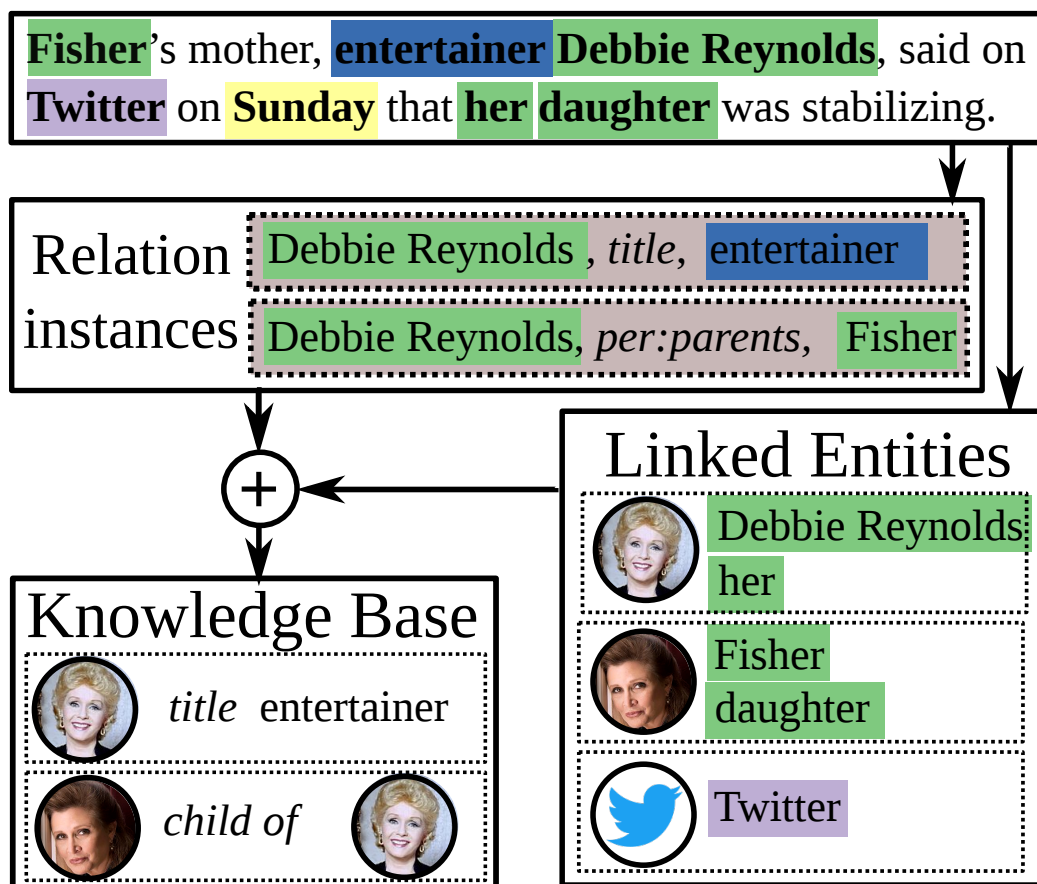 Fisher's mother, entertainer Debbie Reynolds, said on
Twitter on Sunday that her daughter was stabilizing.
Relation
instances
Debbie Reynolds, title, entertainer
Debbie Reynolds, per:parents, Fisher
+
Linked Entities
Debbie Reynolds
her
Fisher
daughter
Twitter
Knowledge Base
title entertainer
child of